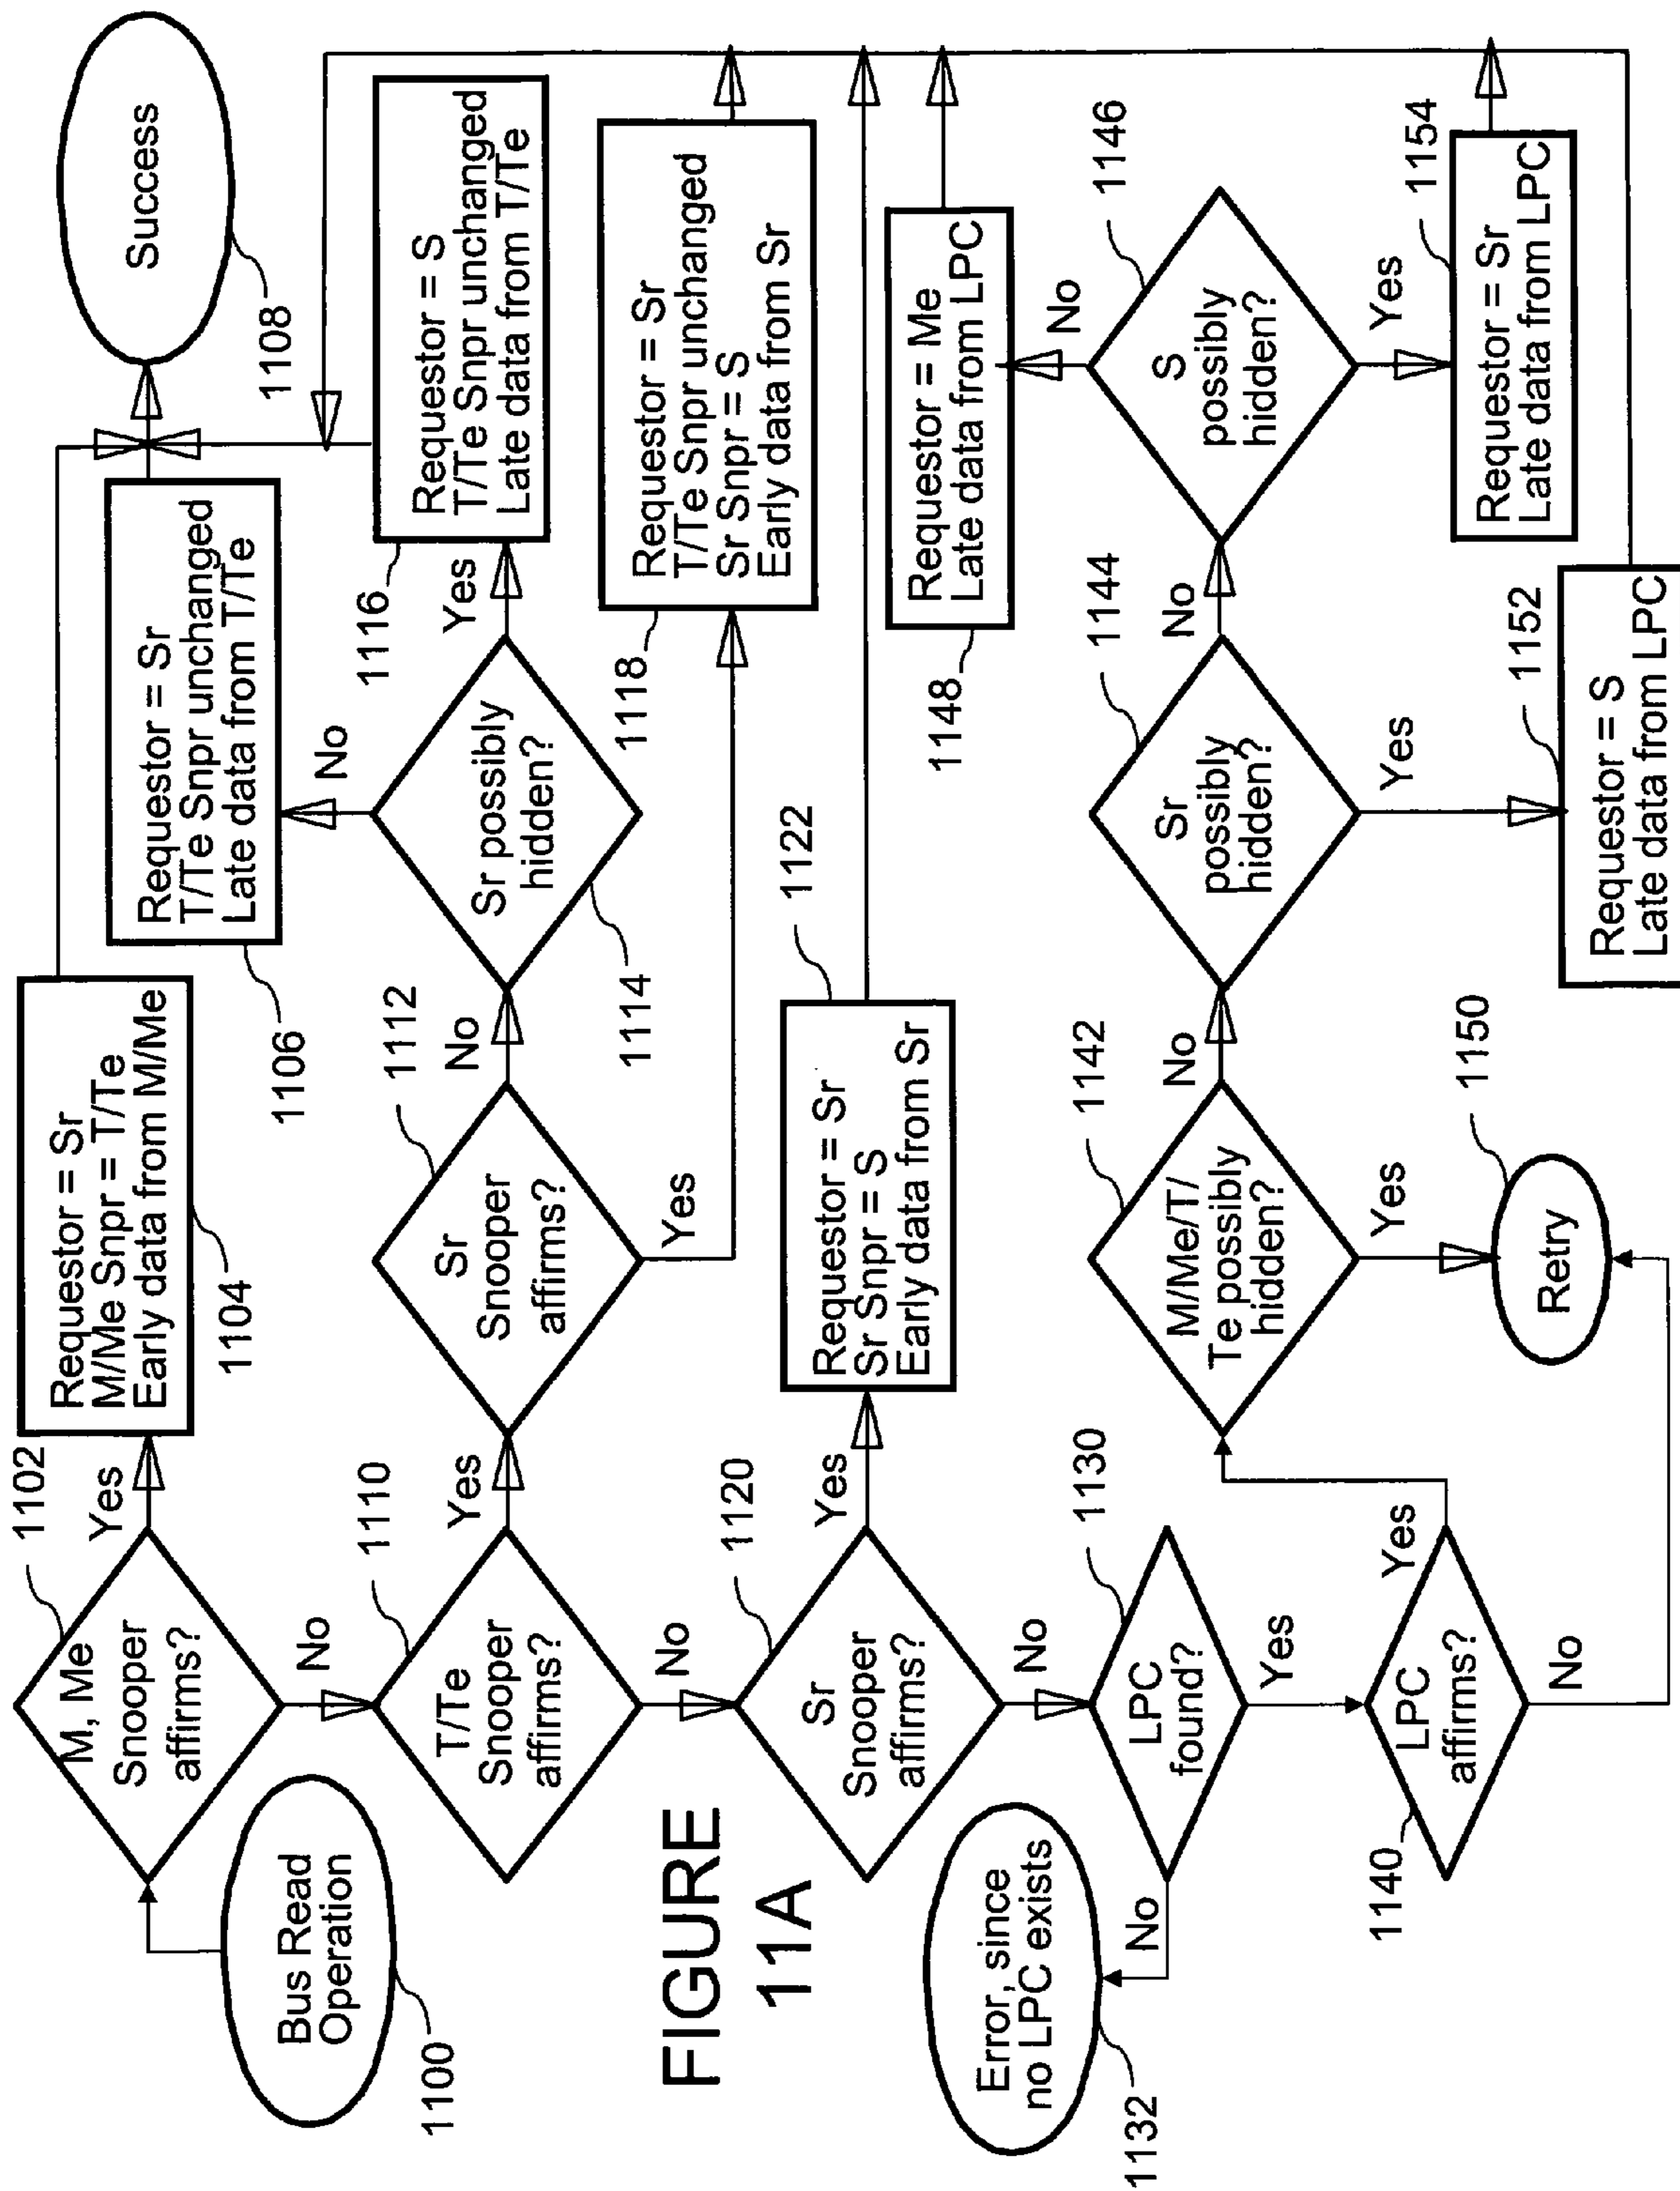 1102
M, Me
Snooper
affirms?
Yes
No
Requestor = Sr
M/Me Snpr = T/Te
Early data from M/Me
1104
Requestor = Sr
T/Te Snpr unchanged
Late data from T/Te
1106
Success
1108
Bus Read
Operation
1100
1110
T/Te
Snooper
affirms?
Yes
No
1112
Sr
Snooper
affirms?
No
Yes
Sr possibly
hidden?
1114
No
Yes
1116
Requestor = S
T/Te Snpr unchanged
Late data from T/Te
1118
Requestor = Sr
T/Te Snpr unchanged
Sr Snpr = S
Early data from Sr
FIGURE
11A
1120
Sr
Snooper
affirms?
Yes
No
1122
Requestor = Sr
Sr Snpr = S
Early data from Sr
1130
LPC
found?
No
Yes
Error, since
no LPC exists
1132
LPC
affirms?
1140
Yes
No
1142
M/Me/T/
Te possibly
hidden?
No
Yes
1150
Retry
1144
Sr
possibly
hidden?
No
Yes
1146
S
possibly
hidden?
No
Yes
1148
Requestor = Me
Late data from LPC
1152
Requestor = S
Late data from LPC
1154
Requestor = Sr
Late data from LPC